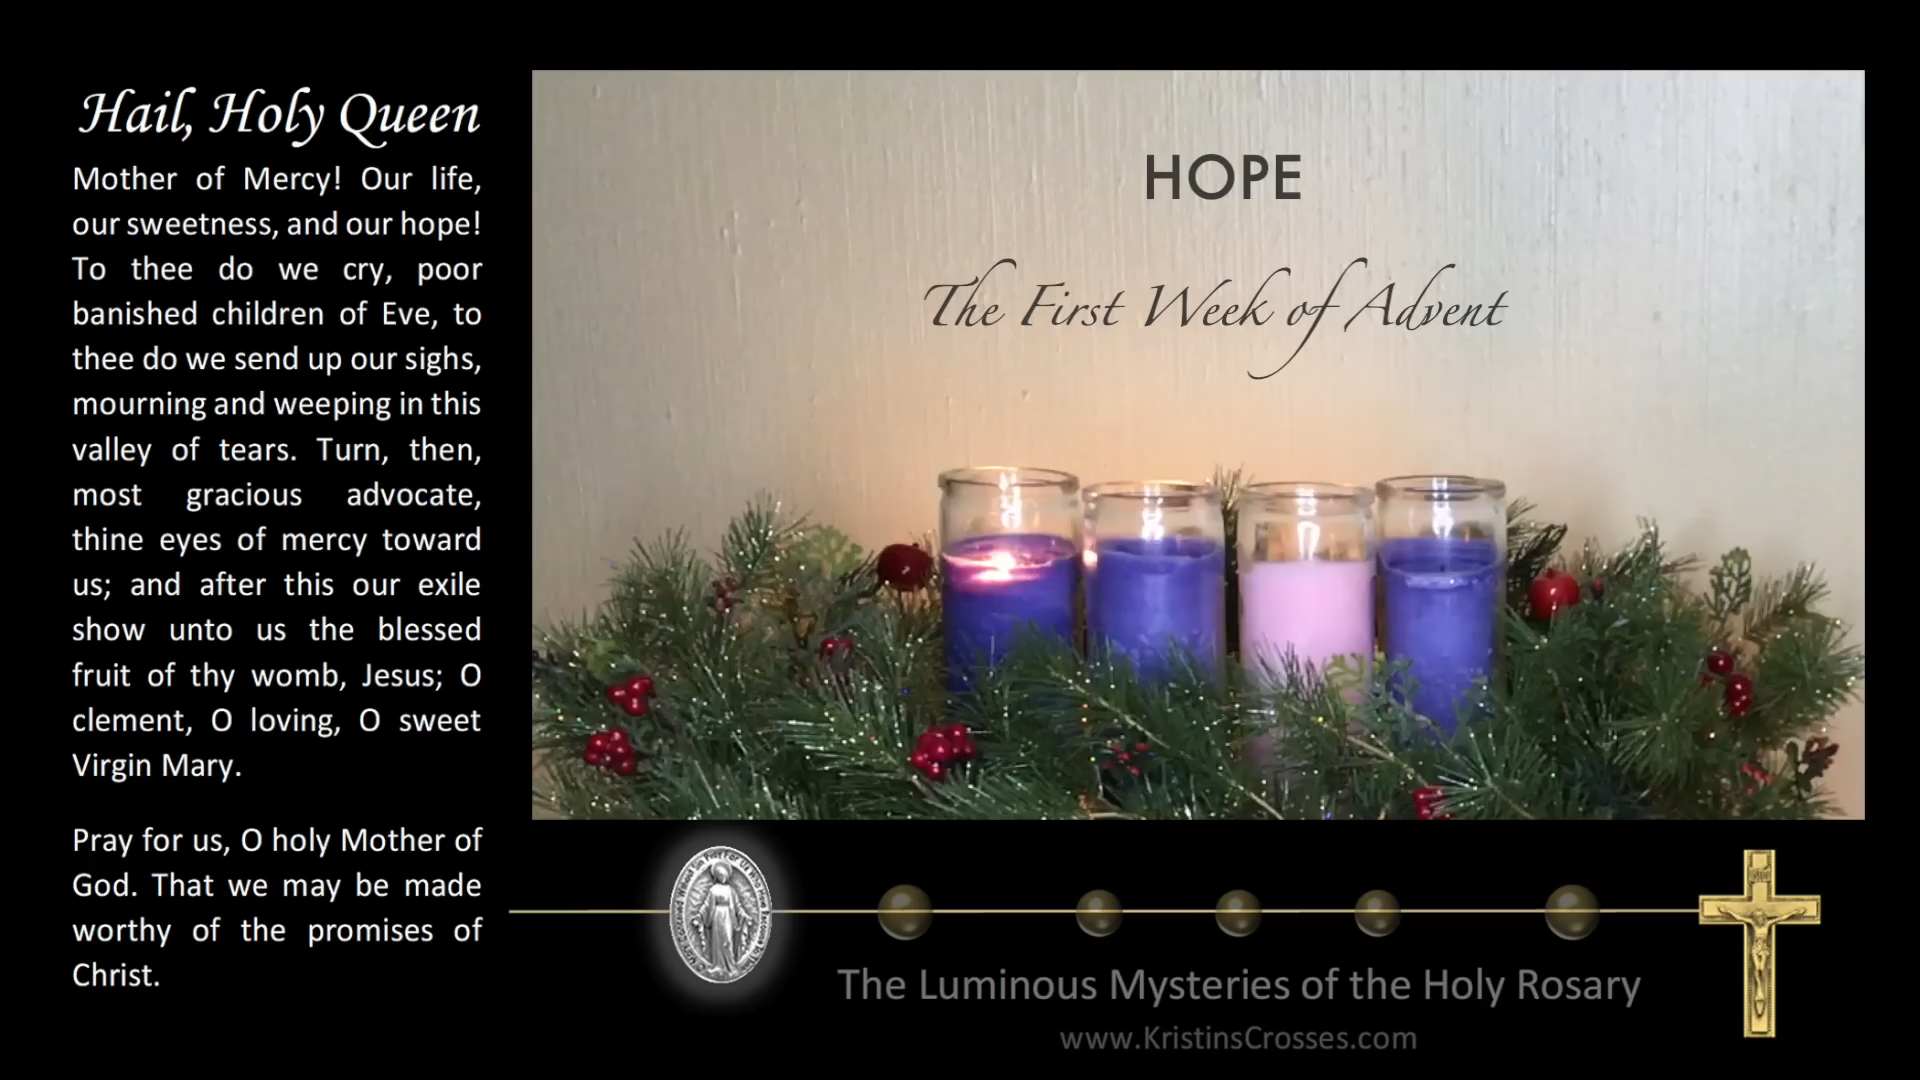 Hail, Holy Queen
Mother of Mercy! Our life,
our sweetness, and our hope!
To thee do we cry, poor
banished children of Eve, to
thee do we send up our sighs,
mourning and weeping in this
valley of tears. Turn, then,
most gracious advocate,
thine eyes of mercy toward
us; and after this our exile
show unto us the blessed
fruit of thy womb, Jesus; O
clement, O loving, O sweet
Virgin Mary.
Pray for us, O holy Mother of
God. That we may be made
worthy of the promises of
Christ.
HOPE
The First Week of Advent
The Luminous Mysteries of the Holy Rosary
www.KristinsCrosses.com